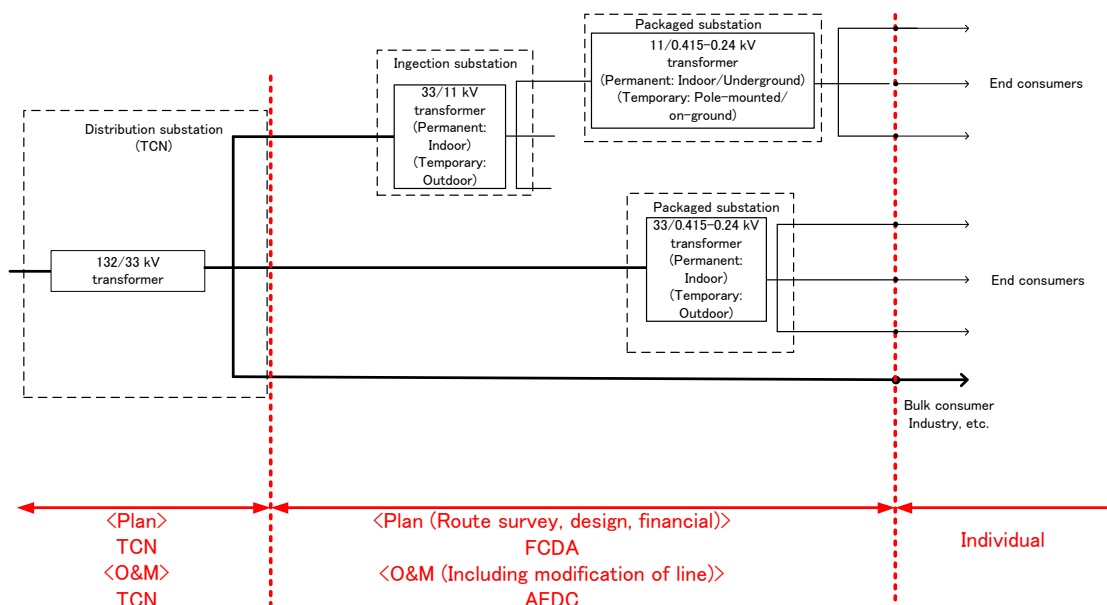 Packaged substation
11/0.415-0.24 kV
transformer
(Permanent: Indoor/Underground)
(Temporary: Pole-mounted/
on-ground)
End consumers
Ingection substation
33/11 kV
transformer
(Permanent:
Indoor)
(Temporary:
Outdoor)
Distribution substation
(TCN)
132/33 kV
transformer
Packaged substation
33/0.415-0.24 kV
transformer
(Permanent:
Indoor)
(Temporary:
Outdoor)
End consumers
Bulk consumer
Industry, etc.
<Plan>
TCN
<O&M>
TCN
<Plan (Route survey, design, financial)>
FCDA
<O&M (Including modification of line)>
AEDC
Individual